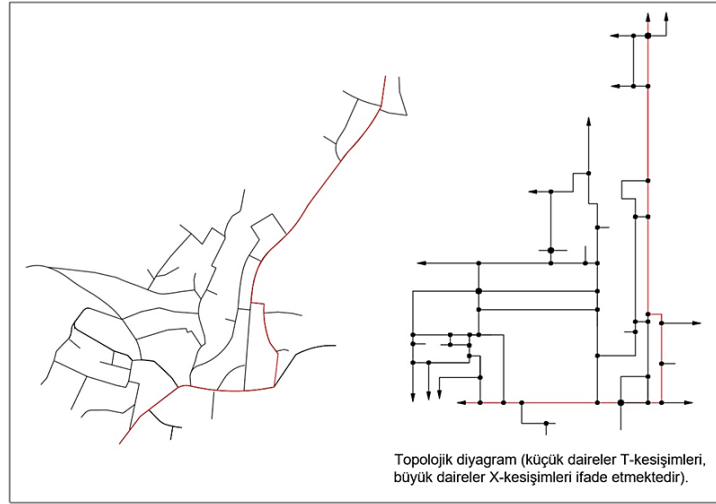 Topolojik diyagram (küçük daireler T-kesişimleri,
büyük daireler X-kesişimleri ifade etmektedir).